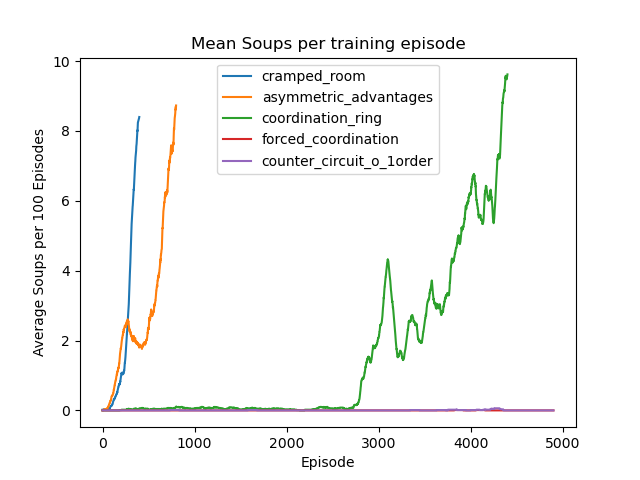 Mean Soups per training episode
cramped_room
asymmetric_advantages
coordination_ring
forced_coordination
counter_circuit_o_1order
Average Soups per 100 Episodes
10
8
6
4
2
0
0 1000 2000 3000 4000 5000
Episode